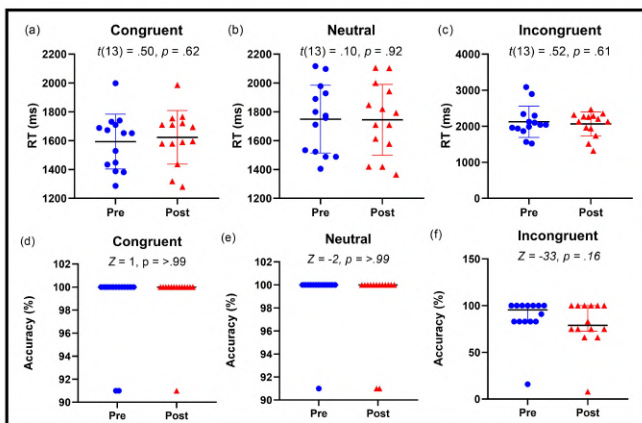 (a) Congruent
t(13) = .50, p = .62
RT (ms)
2200
2000
1800
1600
1400
1200
Pre Post
(b) Neutral
t(13) = .10, p = .92
RT (ms)
2200
2000
1800
1600
1400
1200
Pre Post
(c) Incongruent
t(13) = .52, p = .61
RT (ms)
4000
3000
2000
1000
0
Pre Post
(d) Congruent
Z = 1, p = >.99
Accuracy (%)
102
100
98
96
94
92
90
Pre Post
(e) Neutral
Z = -2, p = >.99
Accuracy (%)
102
100
98
96
94
92
90
Pre Post
(f) Incongruent
Z = -33, p = .16
Accuracy (%)
150
100
50
0
Pre Post